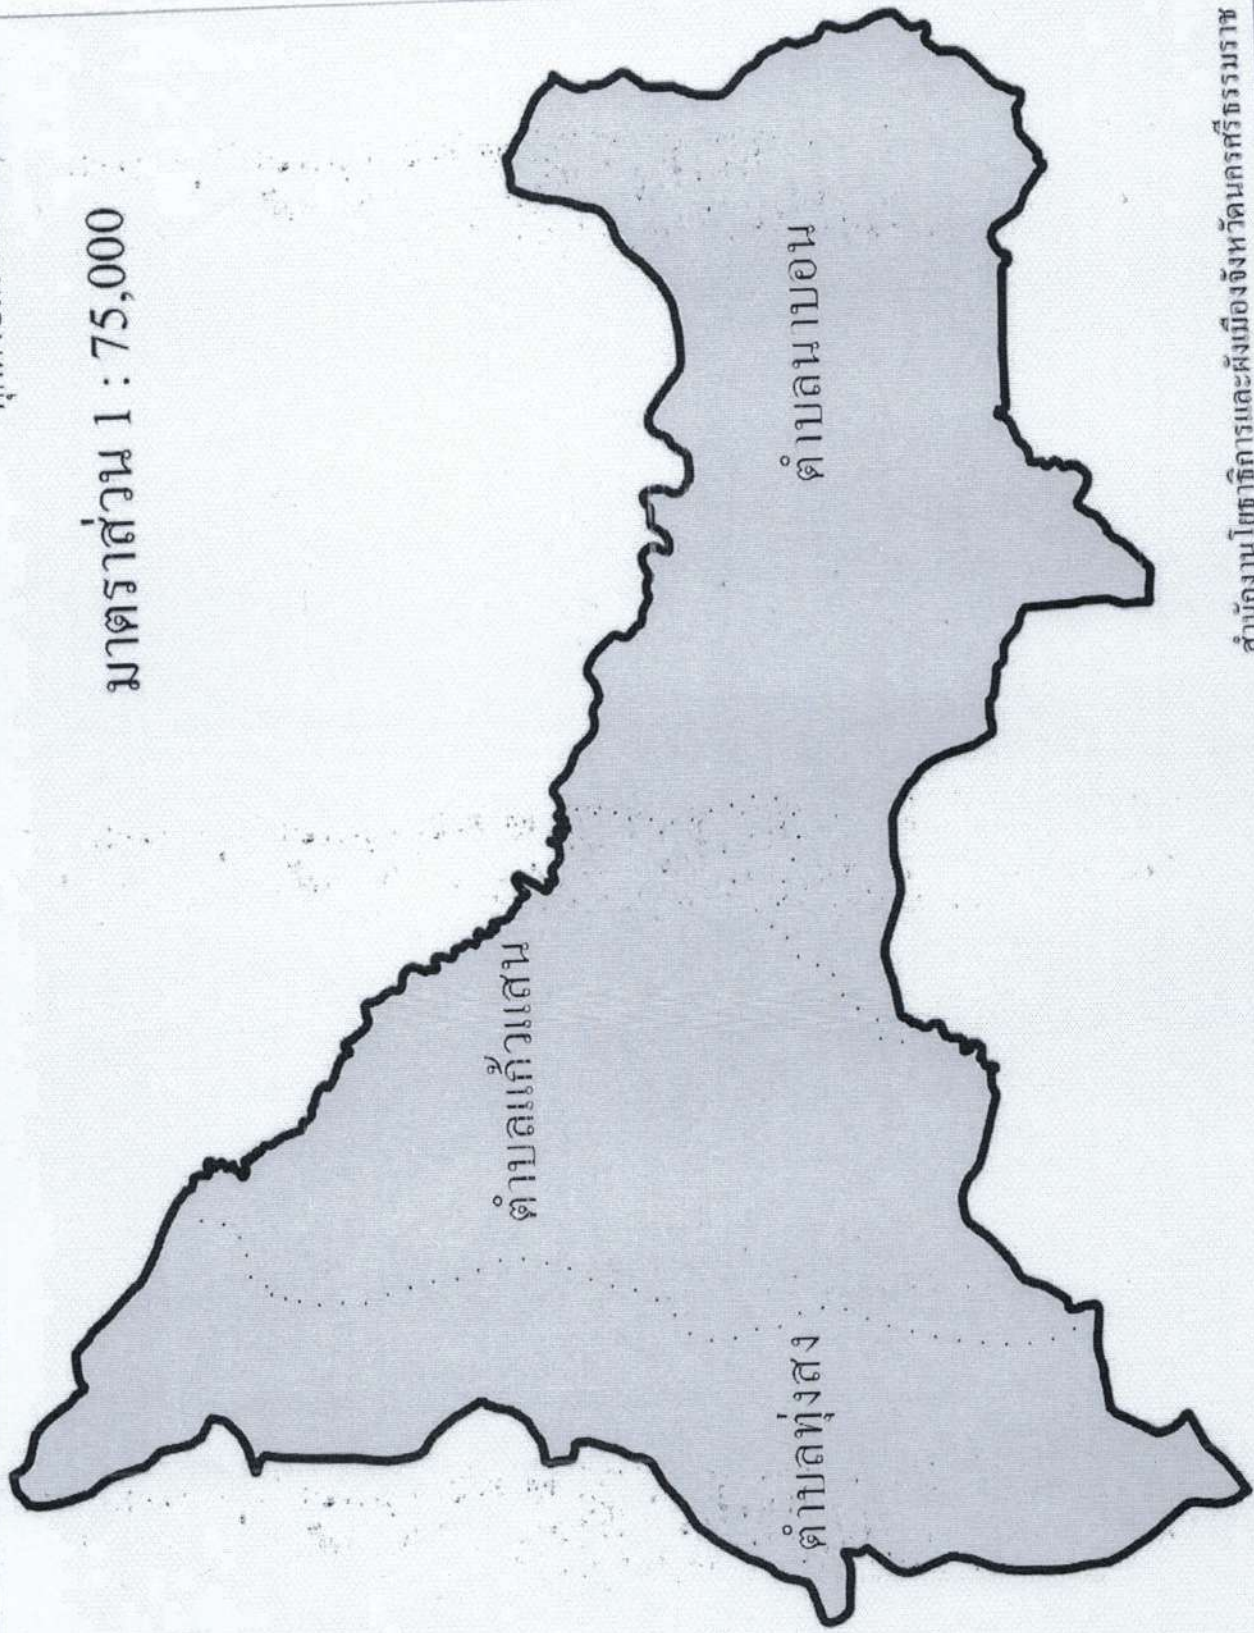 มาตราส่วน 1 : 75,000
ตำบลทุ่งสง
ตำบลแก้วแสน
ตำบลนาบอน
สำนักงานโยธาธิการและผังเมืองจังหวัดนครศรีธรรมราช